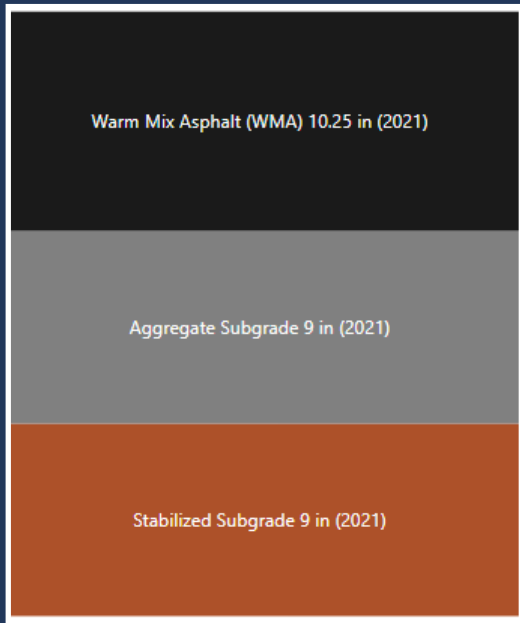 Warm Mix Asphalt (WMA) 10.25 in (2021)
Aggregate Subgrade 9 in (2021)
Stabilized Subgrade 9 in (2021)